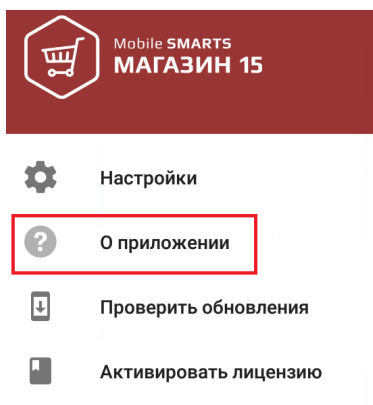 Mobile SMARTS
МАГАЗИН 15
Настройки
? О приложении
Проверить обновления
Активировать лицензию